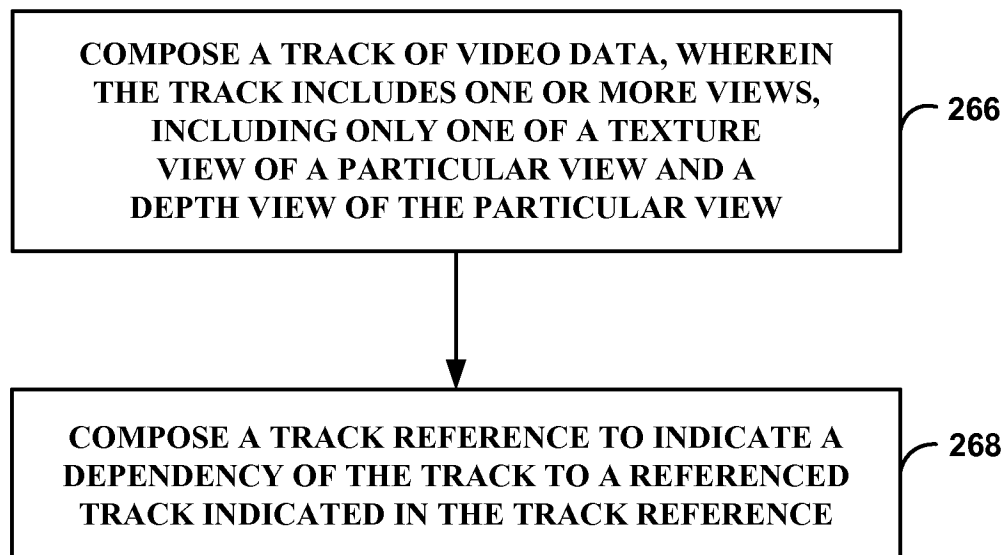 COMPOSE A TRACK OF VIDEO DATA, WHEREIN
THE TRACK INCLUDES ONE OR MORE VIEWS,
INCLUDING ONLY ONE OF A TEXTURE
VIEW OF A PARTICULAR VIEW AND A
DEPTH VIEW OF THE PARTICULAR VIEW
266
COMPOSE A TRACK REFERENCE TO INDICATE A
DEPENDENCY OF THE TRACK TO A REFERENCED
TRACK INDICATED IN THE TRACK REFERENCE
268